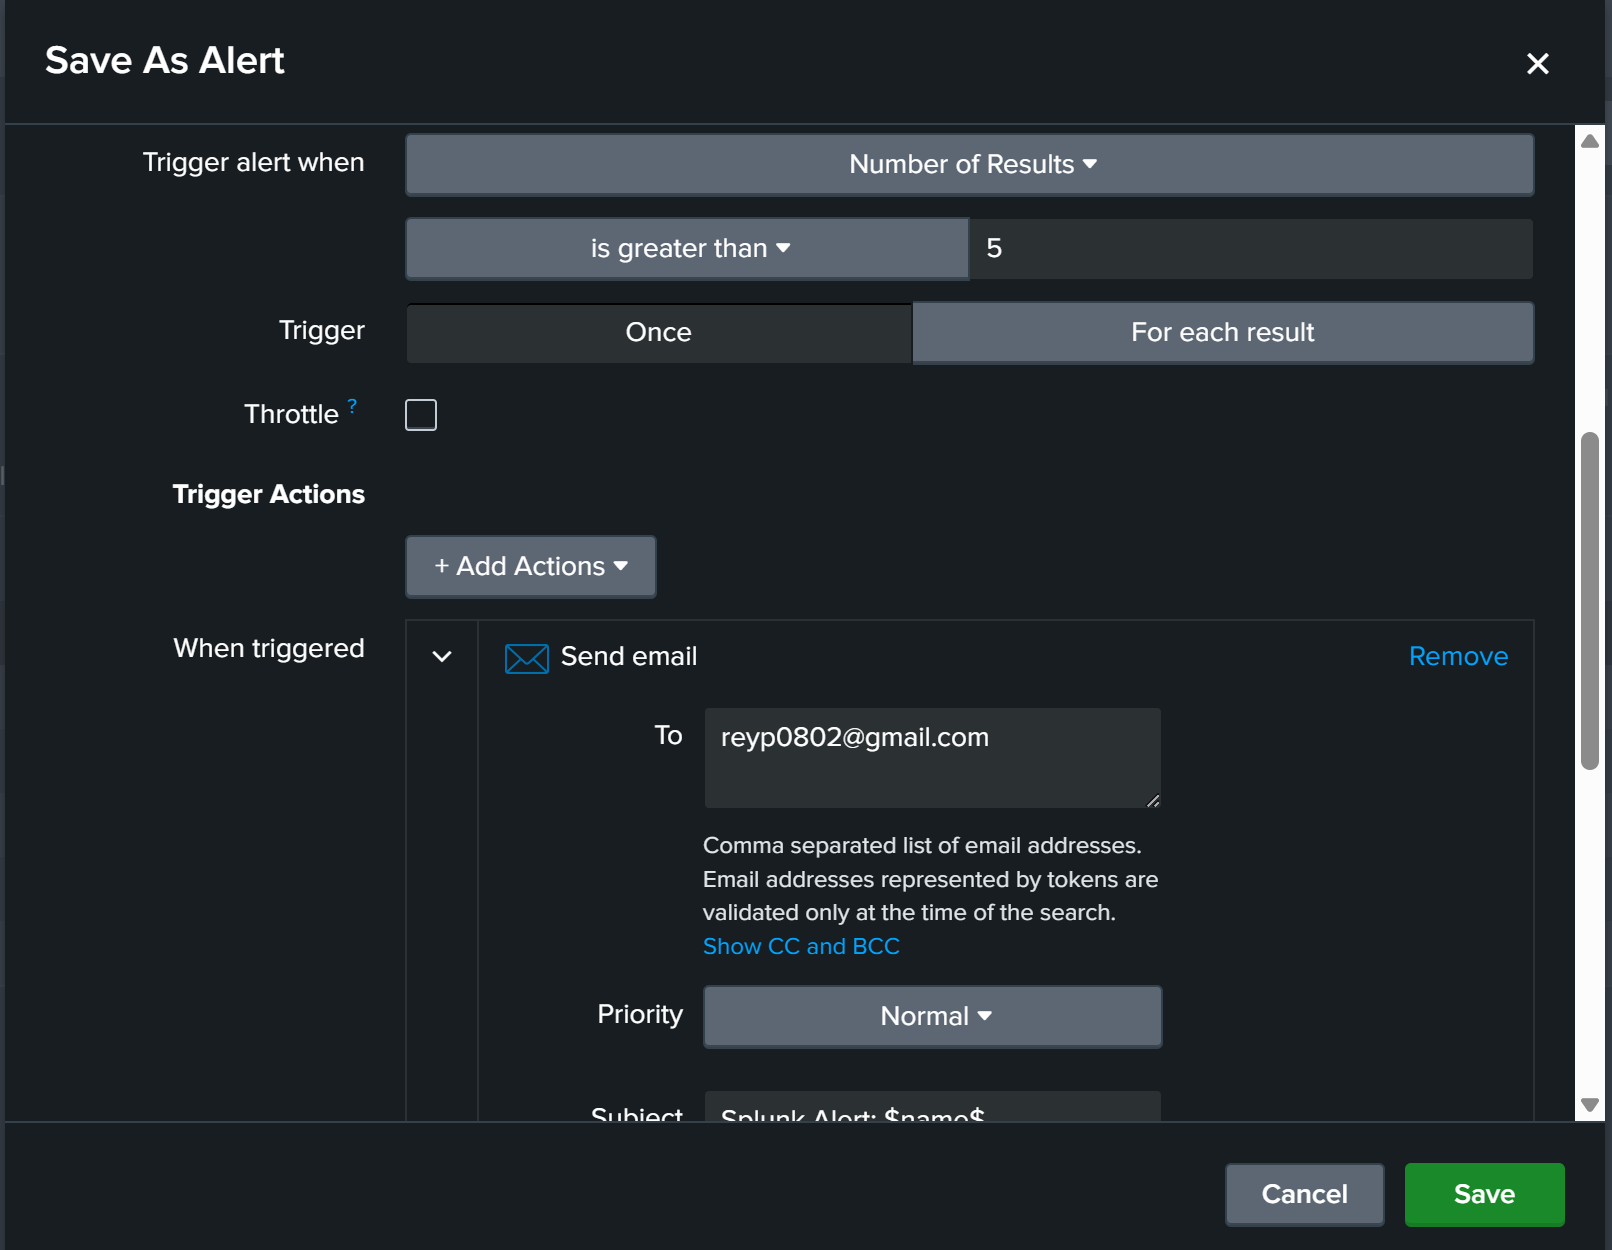 Save As Alert
Trigger alert when
Number of Results
is greater than
5
Trigger
Once
For each result
Throttle ?
Trigger Actions
+ Add Actions
When triggered
Send email
Remove
To
reyp0802@gmail.com
Comma separated list of email addresses.
Email addresses represented by tokens are
validated only at the time of the search.
Show CC and BCC
Priority
Normal
Subject
Splunk Alert: $name$
Cancel
Save